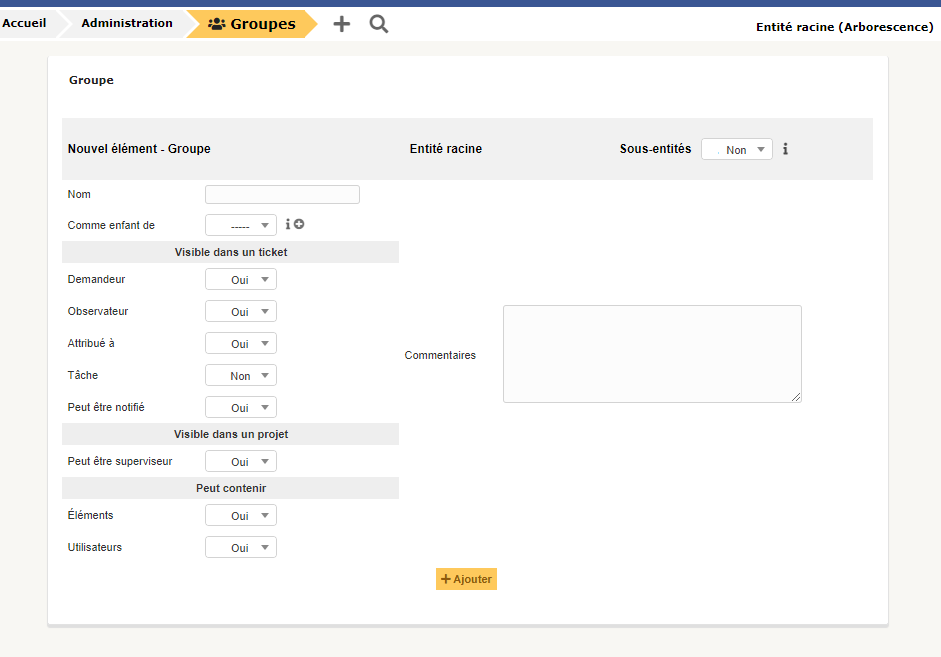 Accueil Administration Groupes
Entité racine (Arborescence)
Groupe
Nouvel élément - Groupe Entité racine Sous-entités Non
Nom
Comme enfant de -----
Visible dans un ticket
Demandeur Oui
Observateur Oui
Attribué à Oui
Commentaires
Tâche Non
Peut être notifié Oui
Visible dans un projet
Peut être superviseur Oui
Peut contenir
Éléments Oui
Utilisateurs Oui
Ajouter